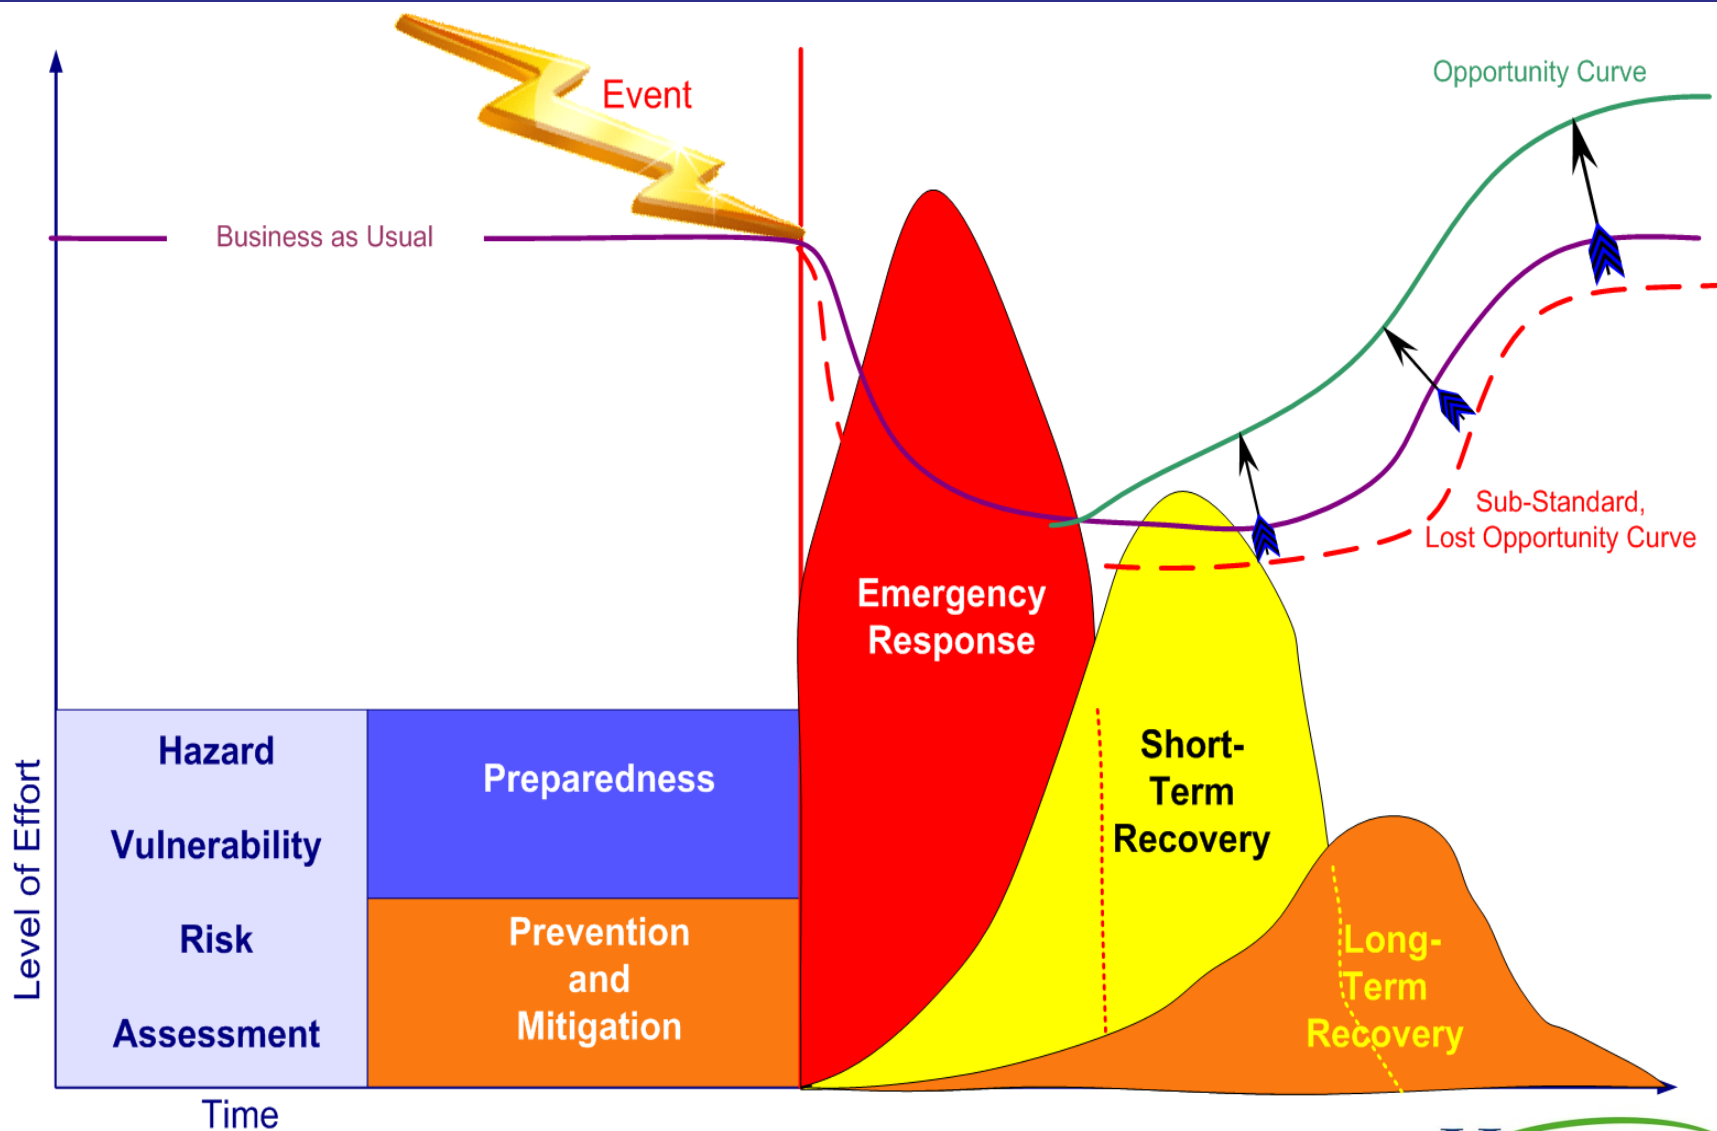 Event
Opportunity Curve
Business as Usual
Sub-Standard,
Lost Opportunity Curve
Emergency
Response
Hazard
Vulnerability
Risk
Assessment
Preparedness
Prevention
and
Mitigation
Short-
Term
Recovery
Long-
Term
Recovery
Level of Effort
Time